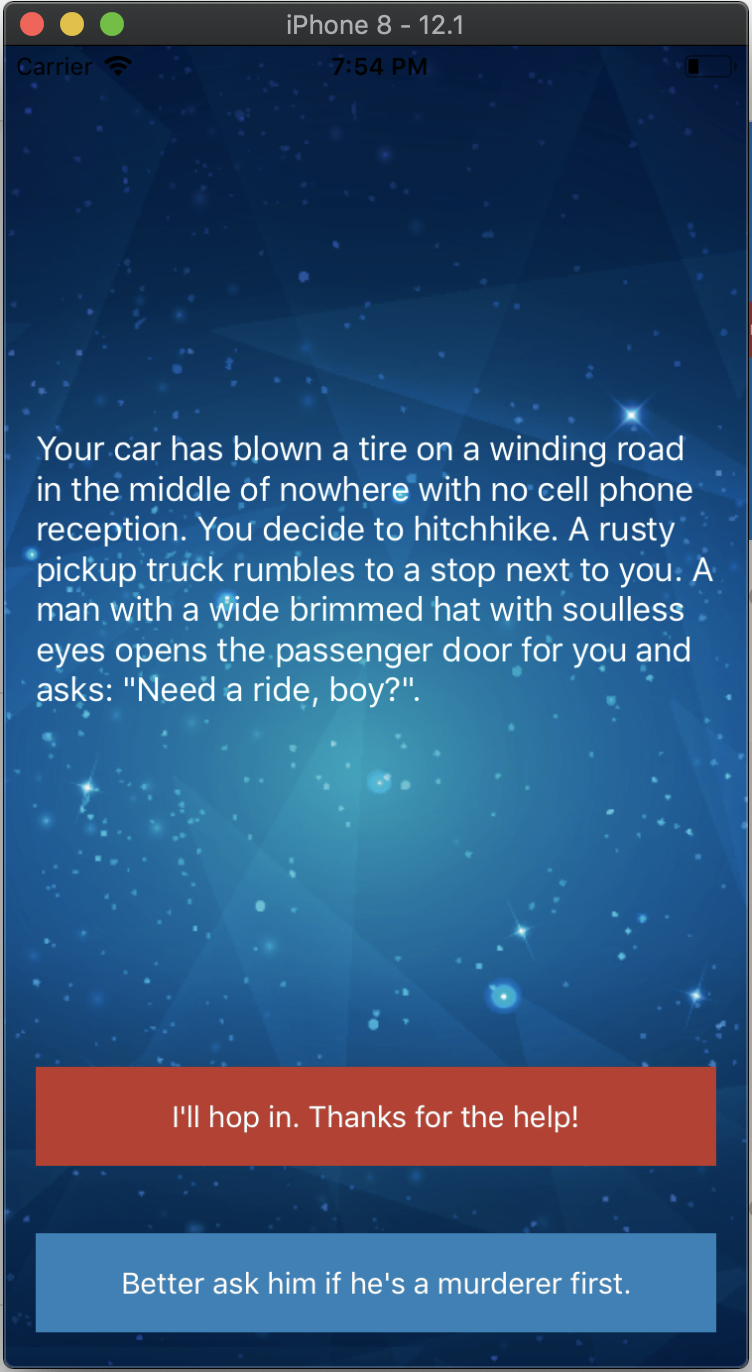 iPhone 8 - 12.1
Carrier 7:54 PM
Your car has blown a tire on a winding road
in the middle of nowhere with no cell phone
reception. You decide to hitchhike. A rusty
pickup truck rumbles to a stop next to you. A
man with a wide brimmed hat with soulless
eyes opens the passenger door for you and
asks: "Need a ride, boy?".
I'll hop in. Thanks for the help!
Better ask him if he's a murderer first.